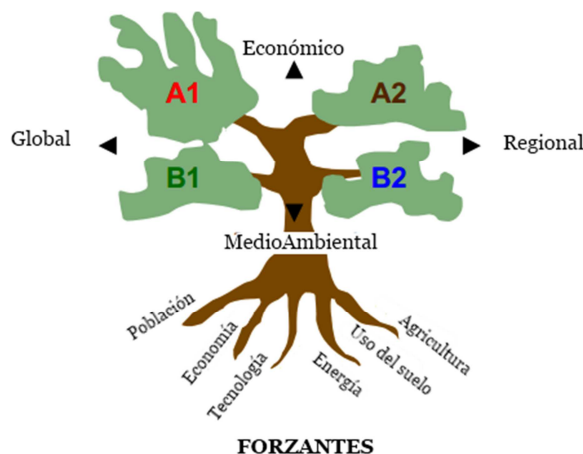 Económico
A1
A2
Global
Regional
B1
B2
MedioAmbiental
Población
Economía
Tecnología
Energía
Uso del suelo
Agricultura
FORZANTES